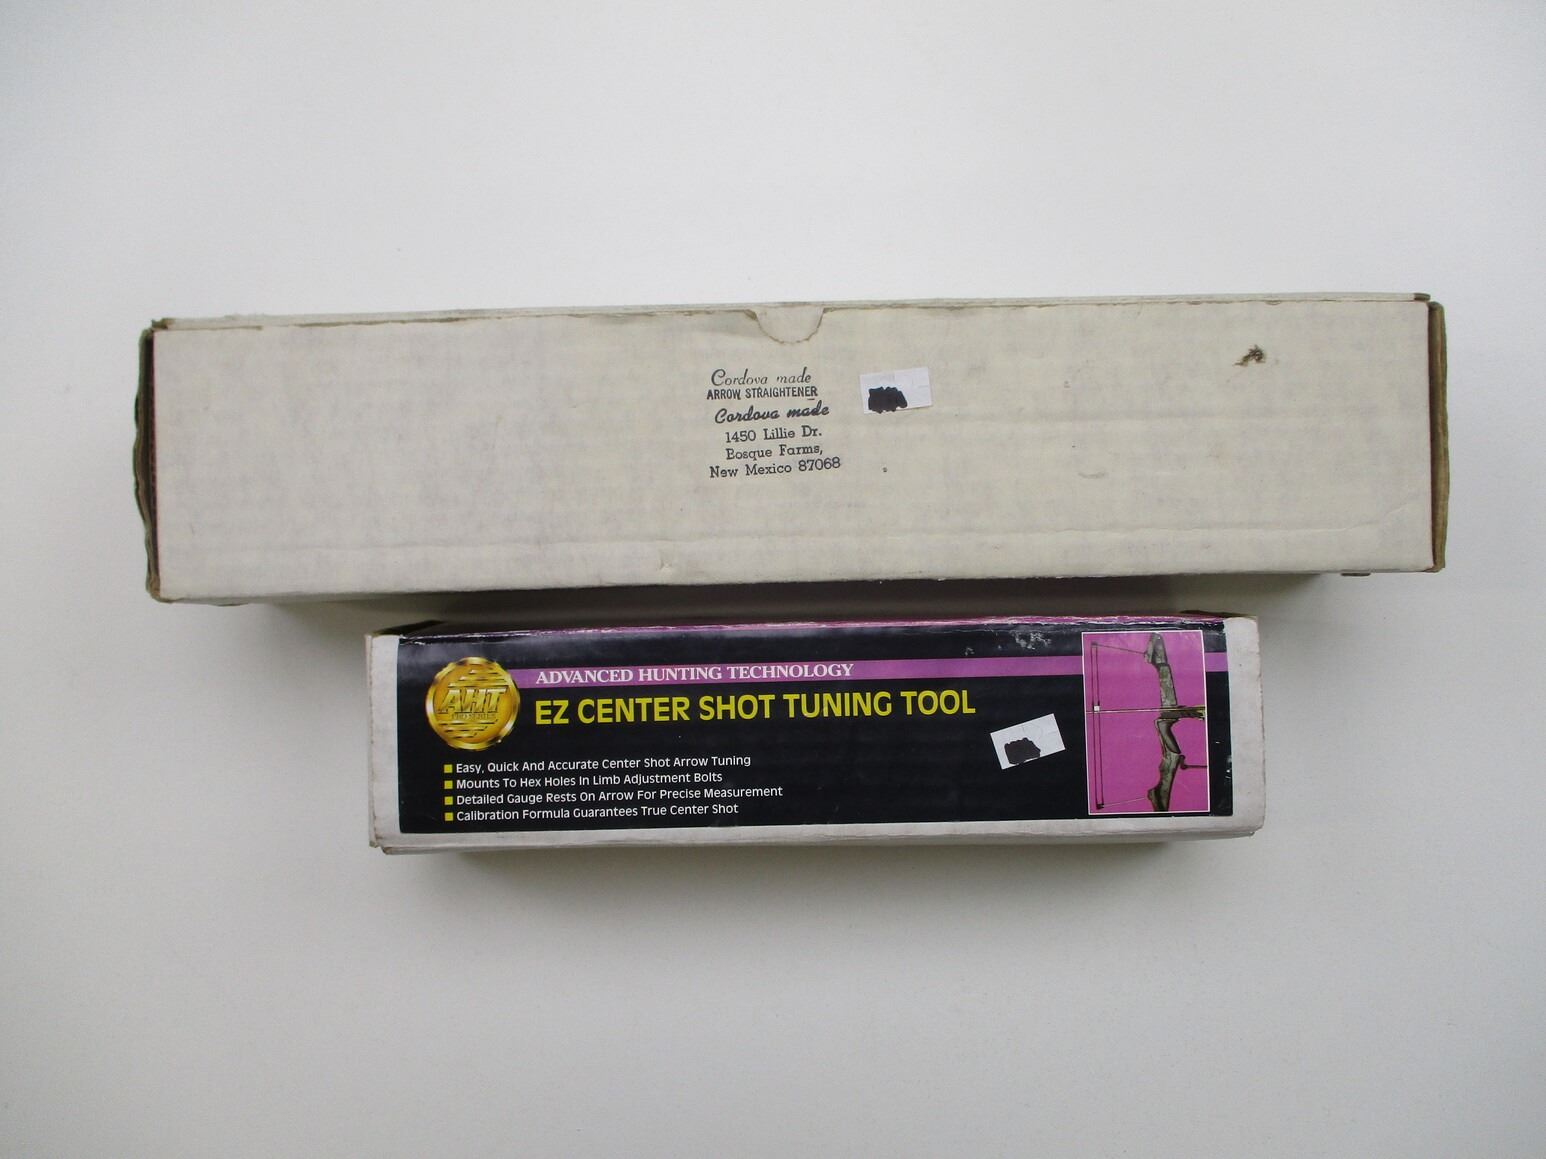 Cordova made
ARROW STRAIGHTENER
Cordova made
1450 Lillie Dr.
Bosque Farms,
New Mexico 87068
AHT
ADVANCED HUNTING TECHNOLOGY
EZ CENTER SHOT TUNING TOOL
Easy, Quick And Accurate Center Shot Arrow Tuning
Mounts To Hex Holes In Limb Adjustment Bolts
Detailed Gauge Rests On Arrow For Precise Measurement
Calibration Formula Guarantees True Center Shot